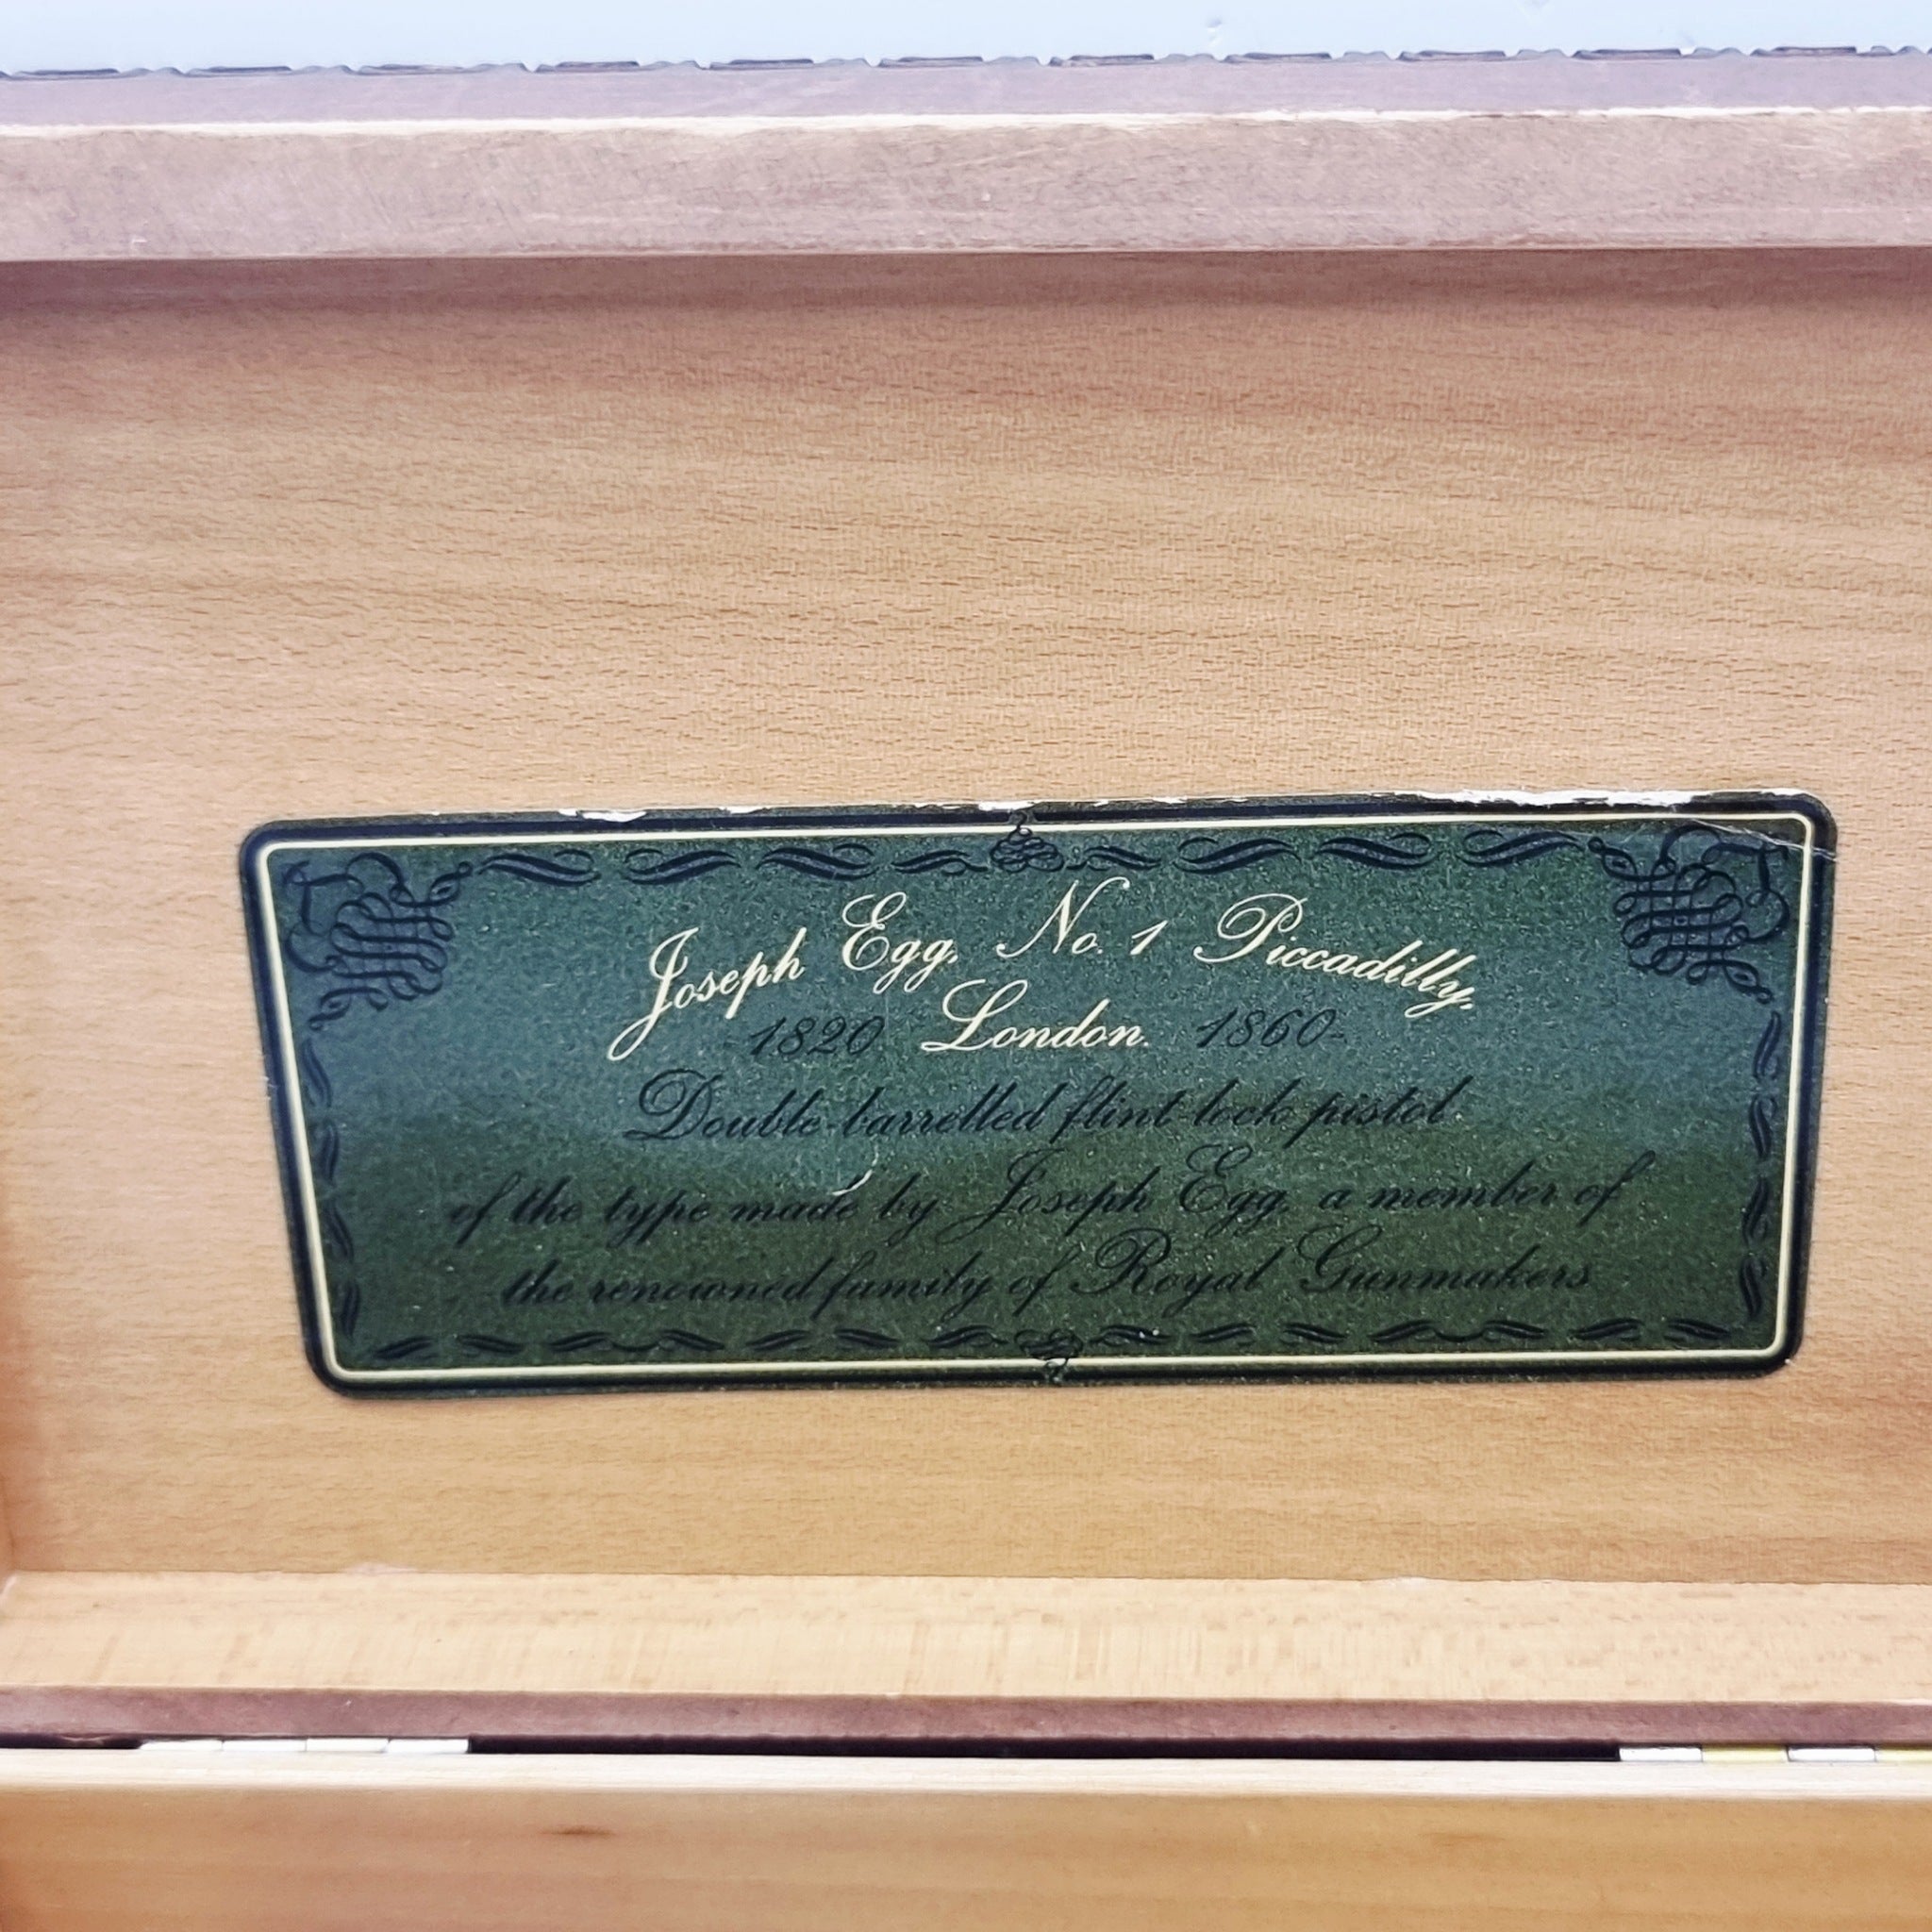 Joseph Egg. No. 1 Piccadilly,
1820 London. 1860
Double-barrelled flint lock pistol
of the type made by Joseph Egg, a member of
the renowned family of Royal Gunmakers